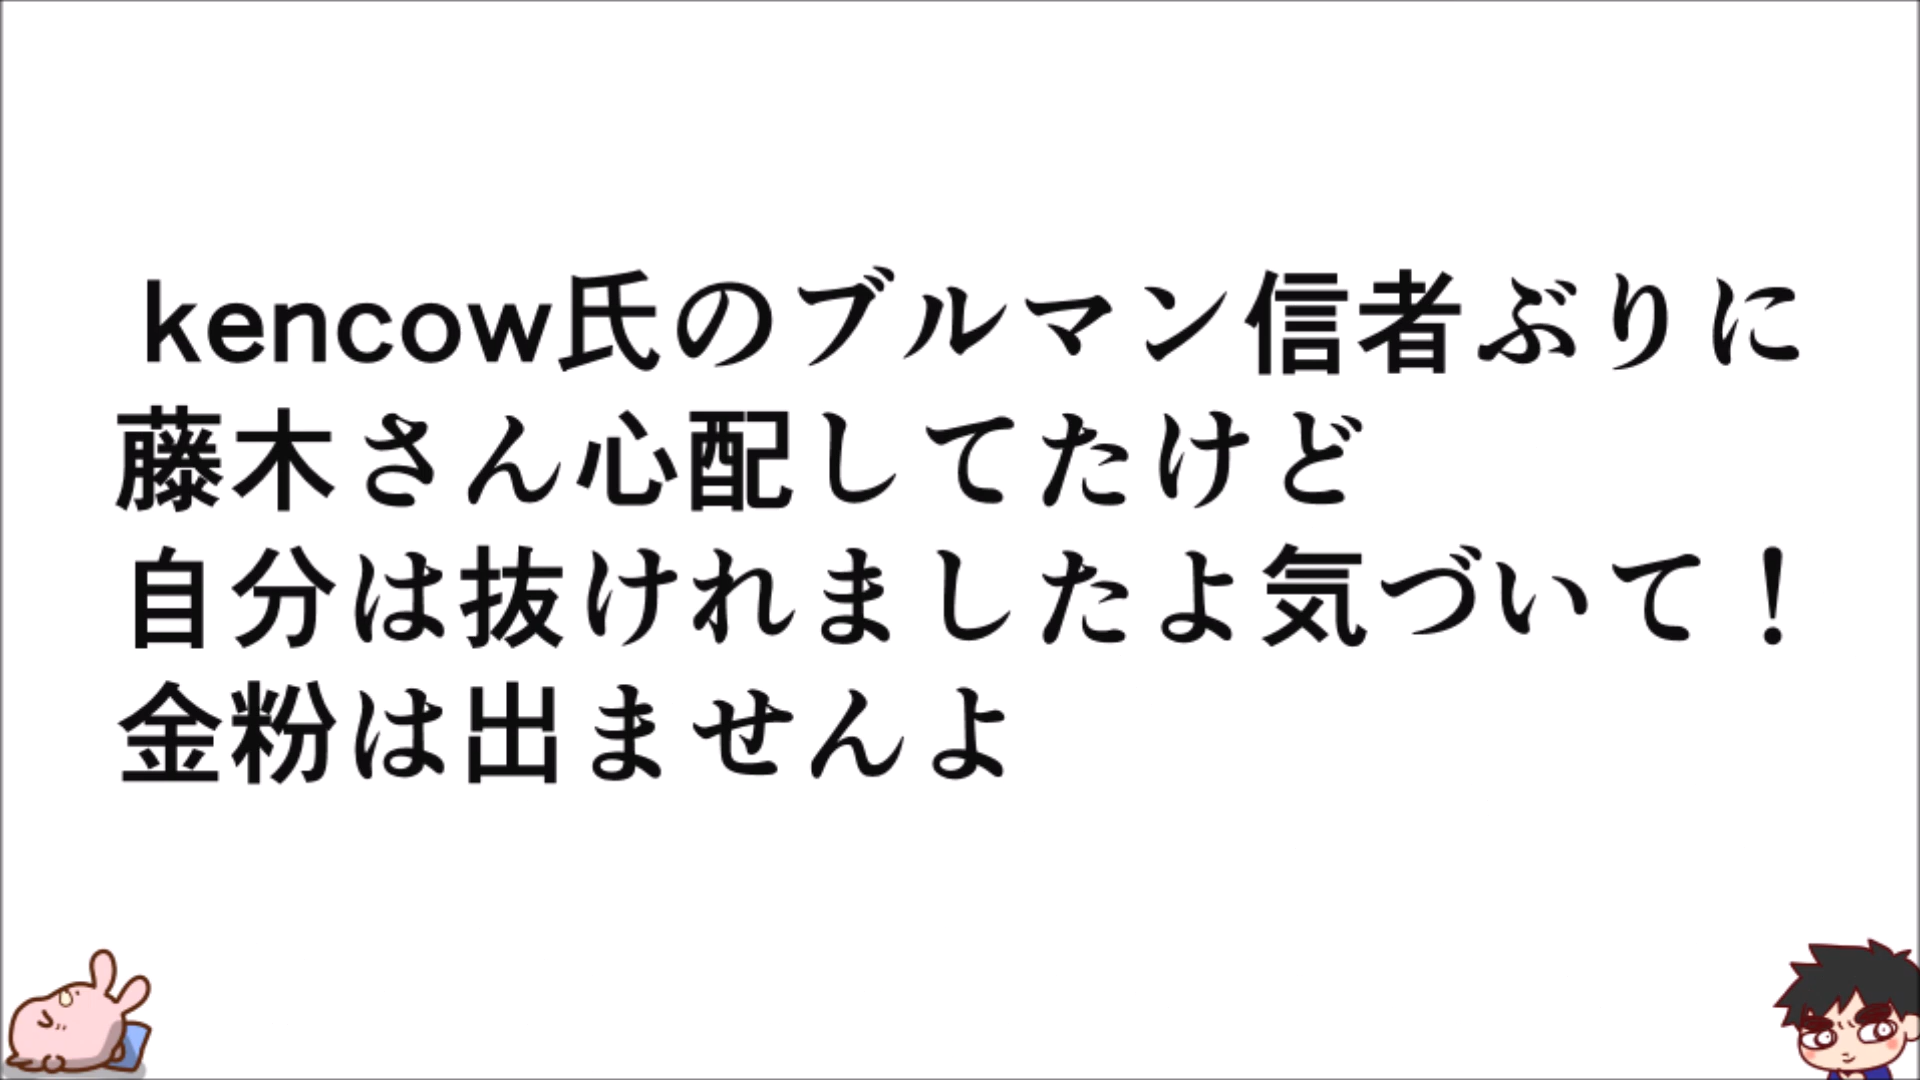 kencow氏のブルマン信者ぶりに
藤木さん心配してたけど
自分は抜けれましたよ気づいて！
金粉は出ませんよ